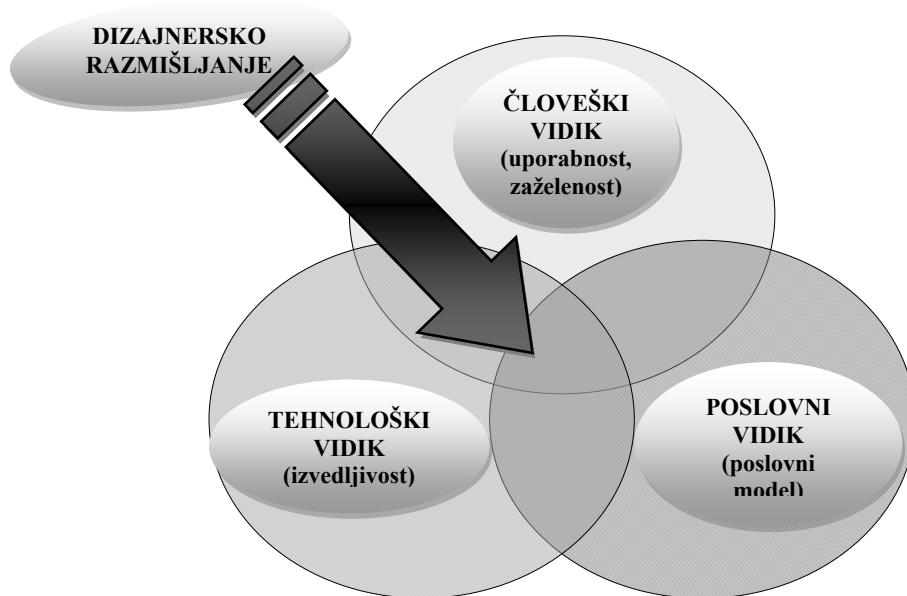 DIZAJNERSKO
RAZMIŠLJANJE
ČLOVEŠKI
VIDIK
(uporabnost,
zaželenost)
TEHNOLOŠKI
VIDIK
(izvedljivost)
POSLOVNI
VIDIK
(poslovni
model)